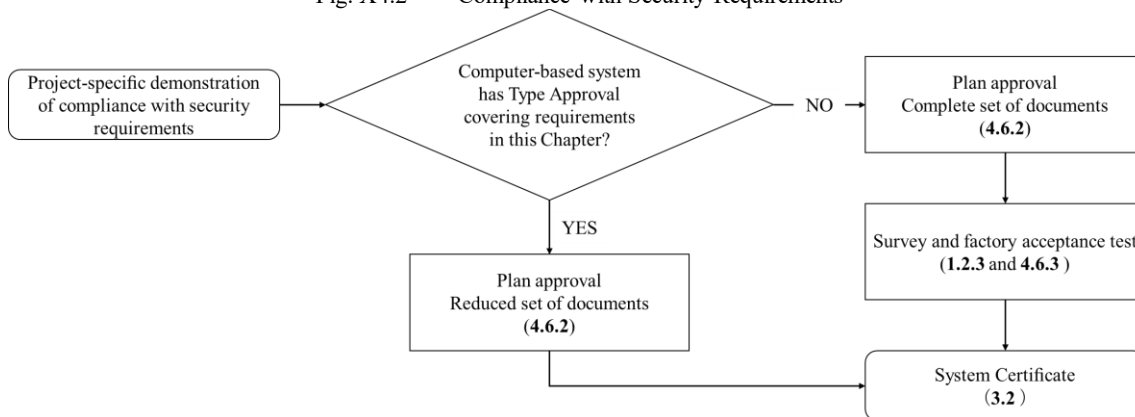 Fig. X4.2 Compliance with Security Requirements
Project-specific demonstration
of compliance with security
requirements
Computer-based system
has Type Approval
covering requirements
in this Chapter?
NO
Plan approval
Complete set of documents
(4.6.2)
YES
Survey and factory acceptance test
(1.2.3 and 4.6.3 )
Plan approval
Reduced set of documents
(4.6.2)
System Certificate
(3.2 )